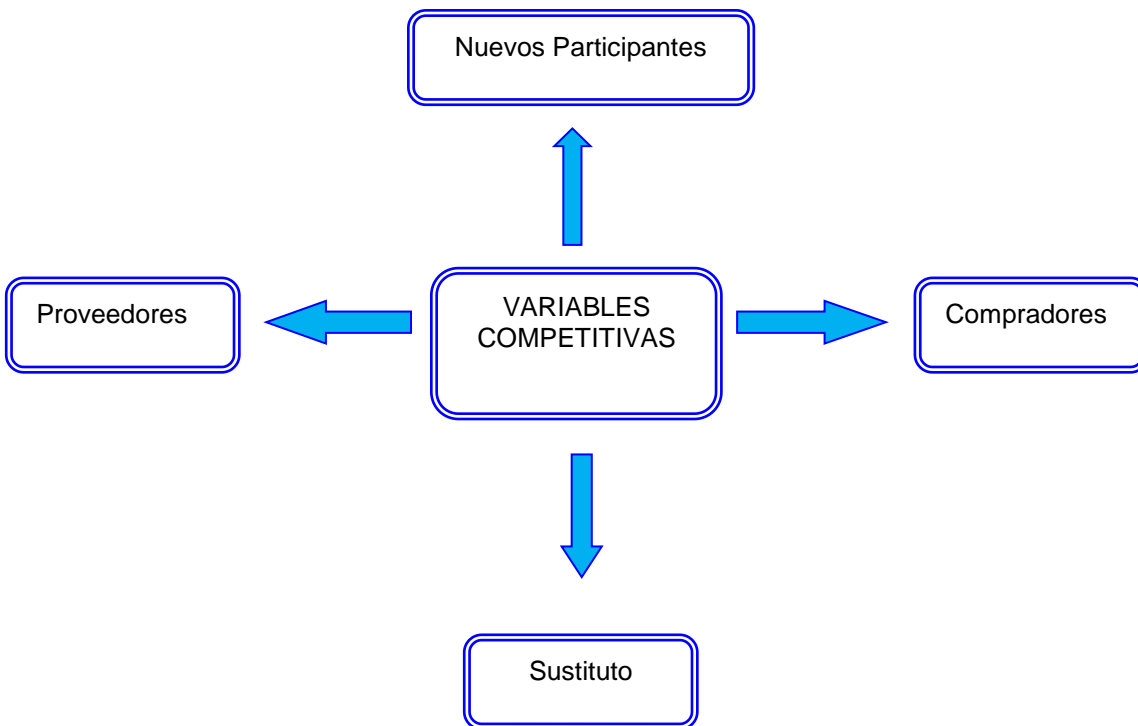 Nuevos Participantes
Proveedores
VARIABLES
COMPETITIVAS
Compradores
Sustituto